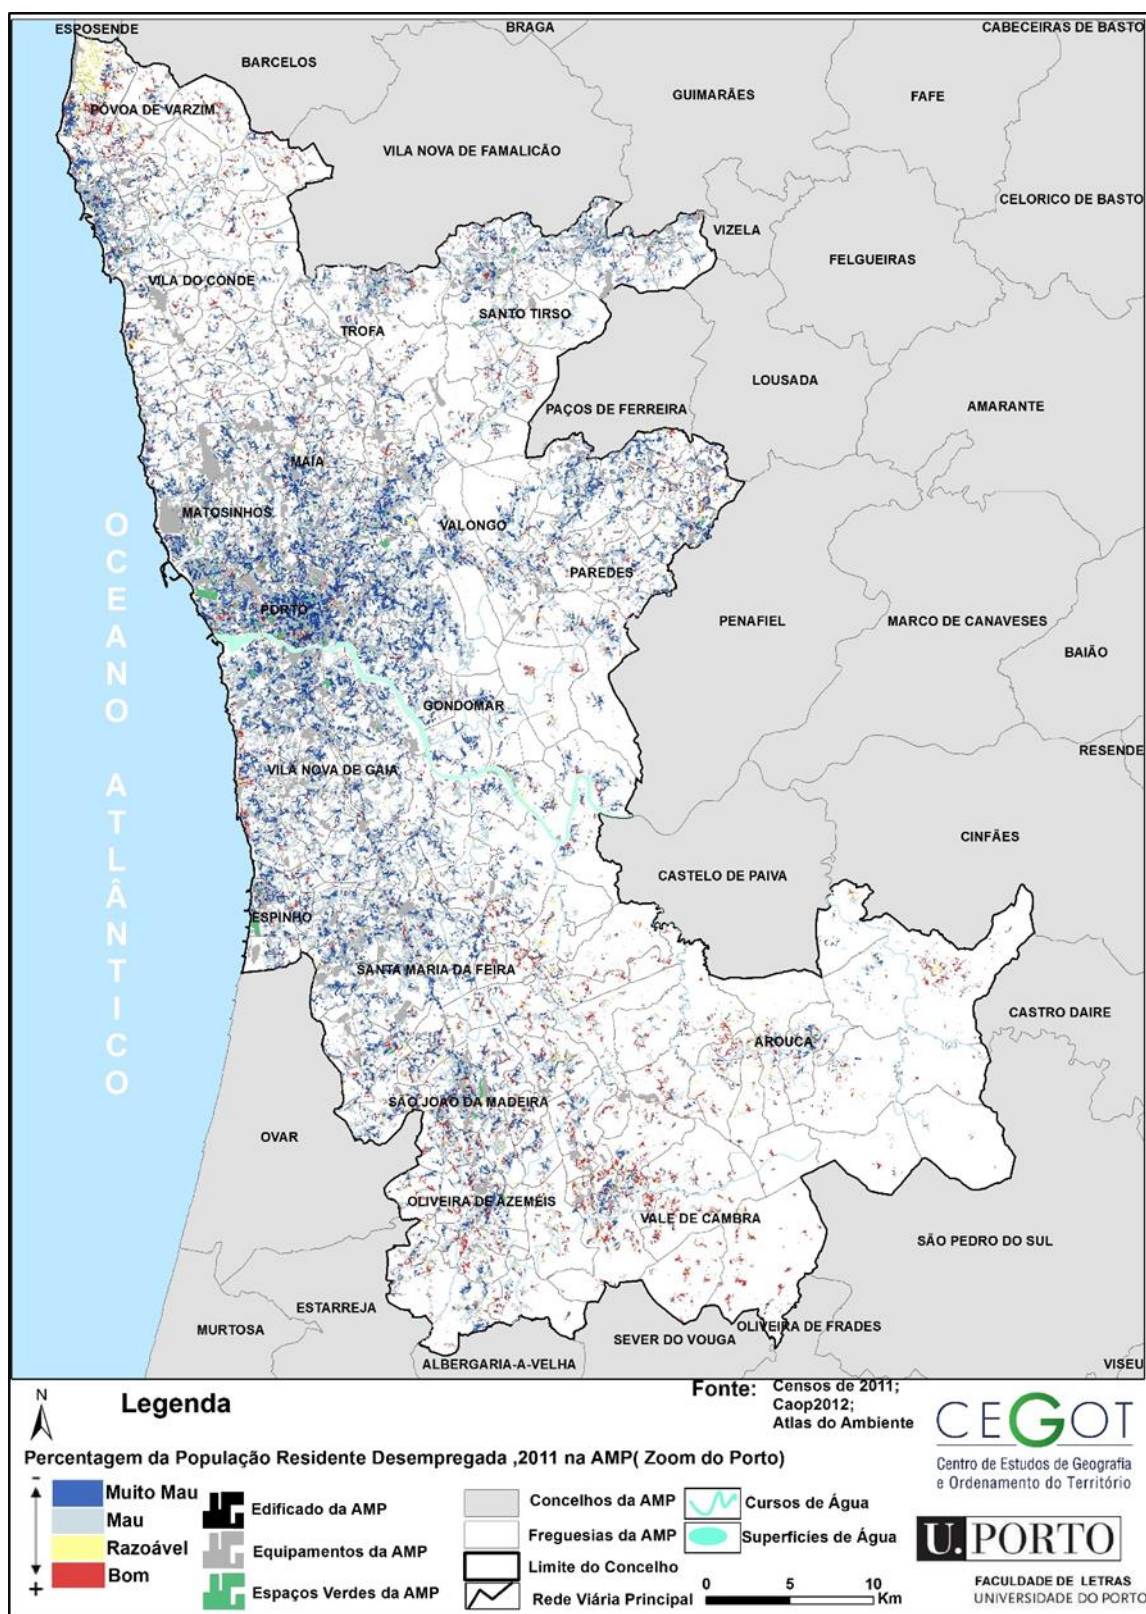 ESPOSENDE
BRAGA
CABECEIRAS DE BASTO
BARCELOS
GUIMARÃES
FAFE
PÓVOA DE VARZIM
VILA NOVA DE FAMALICÃO
CELORICO DE BASTO
VIZELA
FELGUEIRAS
VILA DO CONDE
SANTO TIRSO
TROFA
LOUSADA
PAÇOS DE FERREIRA
AMARANTE
MAIA
MATOSINHOS
VALONGO
PAREDES
PORTO
PENAFIEL
MARCO DE CANAVESES
BAIÃO
GONDOMAR
RESENDE
VILA NOVA DE GAIA
OCEANO ATLÂNTICO
CINFÃES
CASTELO DE PAIVA
ESPINHO
SANTA MARIA DA FEIRA
CASTRO DAIRE
AROUCA
SÃO JOÃO DA MADEIRA
OVAR
OLIVEIRA DE AZEMÉIS
VALE DE CAMBRA
SÃO PEDRO DO SUL
ESTARREJA
MURTOSA
OLIVEIRA DE FRADES
SEVER DO VOUGA
ALBERGARIA-A-VELHA
VISEU
N
Legenda
Fonte: Censos de 2011;
Caop2012;
Atlas do Ambiente
CEGOT
Centro de Estudos de Geografia
e Ordenamento do Território
Percentagem da População Residente Desempregada ,2011 na AMP( Zoom do Porto)
-
Muito Mau
Mau
Razoável
Bom
+
Edificado da AMP
Equipamentos da AMP
Espaços Verdes da AMP
Concelhos da AMP
Freguesias da AMP
Limite do Concelho
Rede Viária Principal
Cursos de Água
Superfícies de Água
0 5 10
Km
U.PORTO
FACULDADE DE LETRAS
UNIVERSIDADE DO PORTO